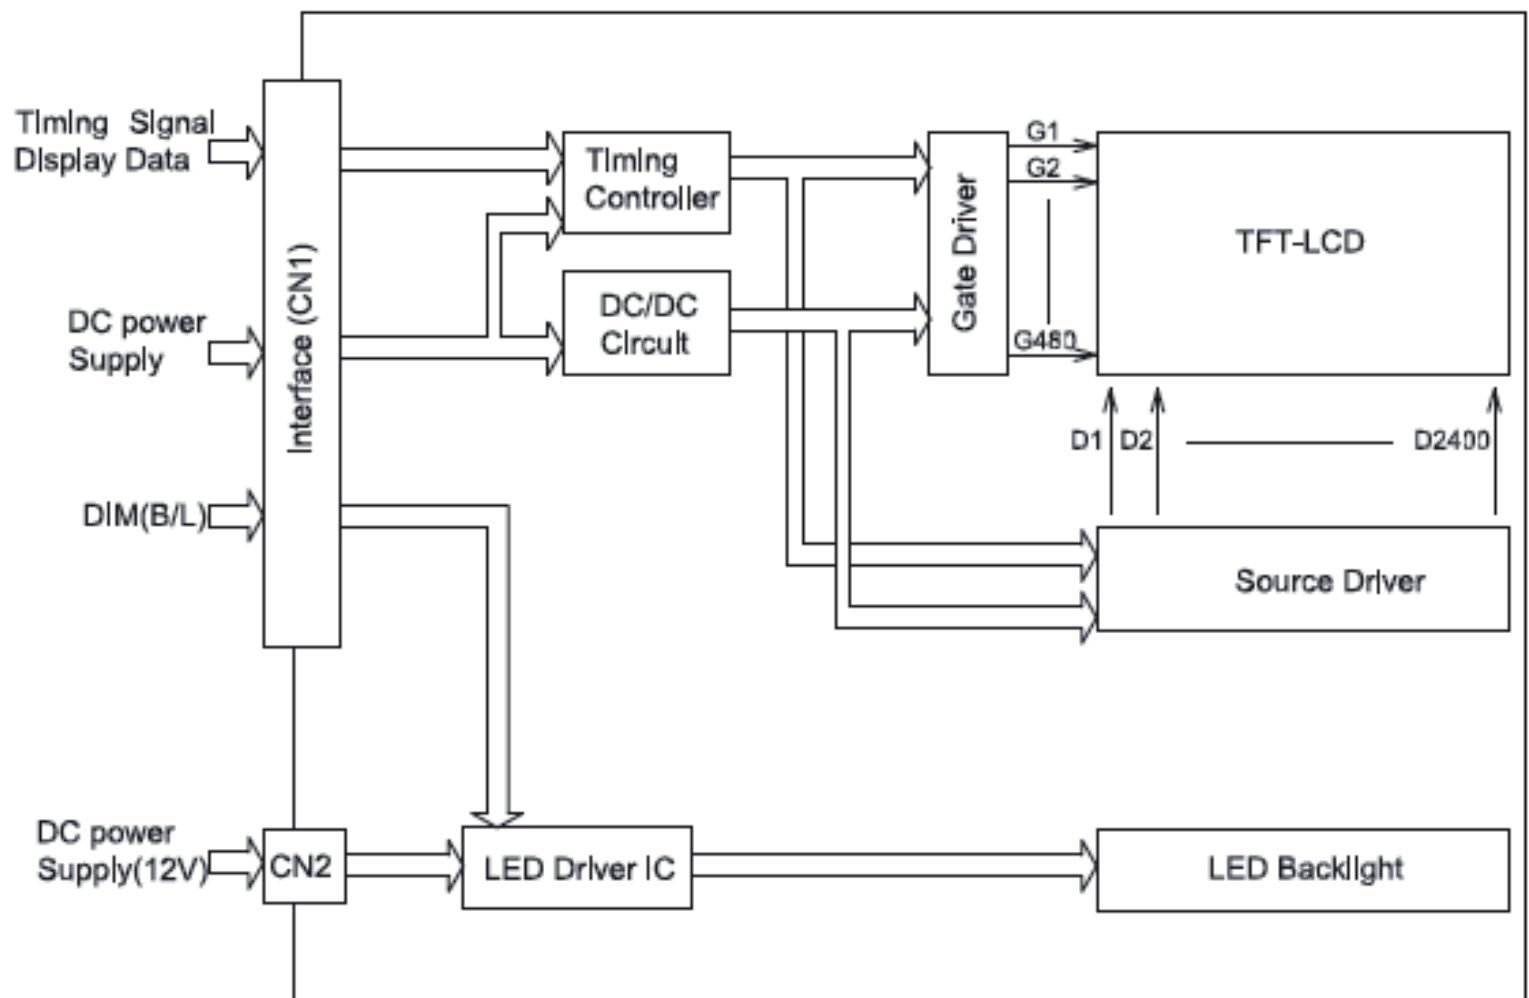 Timing Signal
Display Data
DC power
Supply
DIM(B/L)
DC power
Supply(12V)
Interface (CN1)
CN2
Timing
Controller
DC/DC
Circuit
LED Driver IC
Gate Driver
G1
G2
G480
TFT-LCD
D1
D2
D2400
Source Driver
LED Backlight